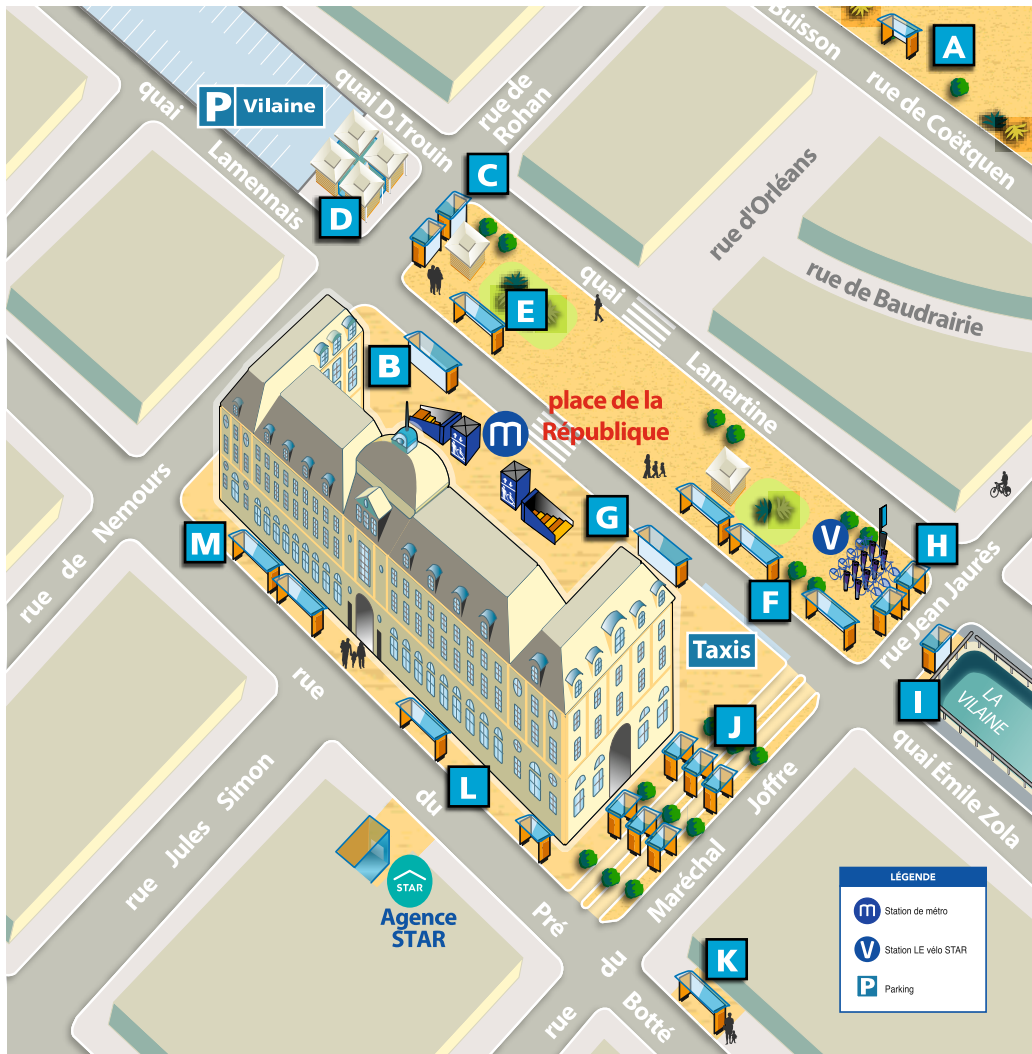 Buisson
A
rue de Coëtquen
quai
P Vilaine
Lamennais
quai D.Trouin
rue de
Rohan
C
D
rue d'Orléans
rue de Baudrairie
E
quai
Lamartine
B
place de la
République
m
G
V
H
F
M
rue
de
Nemours
rue Jean Jaurès
Taxis
I
LA
VILAINE
quai Émile Zola
J
rue
du
Pré
Botté
L
rue
Jules
Simon
rue
du
Maréchal
Joffre
STAR
Agence
STAR
K
LÉGENDE
m Station de métro
V Station LE vélo STAR
P Parking